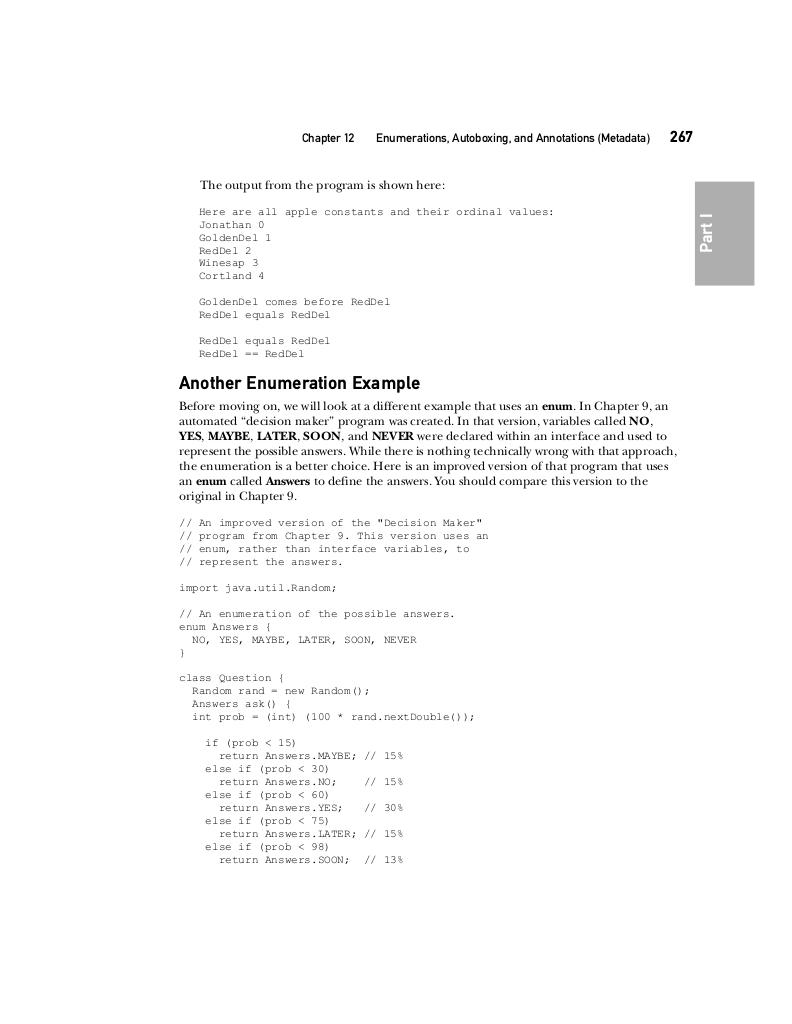 Chapter 12 Enumerations, Autoboxing, and Annotations (Metadata) 267
Part I
The output from the program is shown here:
Here are all apple constants and their ordinal values:
Jonathan 0
GoldenDel 1
RedDel 2
Winesap 3
Cortland 4
GoldenDel comes before RedDel
RedDel equals RedDel
RedDel equals RedDel
RedDel == RedDel
Another Enumeration Example
Before moving on, we will look at a different example that uses an enum. In Chapter 9, an
automated “decision maker” program was created. In that version, variables called NO,
YES, MAYBE, LATER, SOON, and NEVER were declared within an interface and used to
represent the possible answers. While there is nothing technically wrong with that approach,
the enumeration is a better choice. Here is an improved version of that program that uses
an enum called Answers to define the answers. You should compare this version to the
original in Chapter 9.
// An improved version of the "Decision Maker"
// program from Chapter 9. This version uses an
// enum, rather than interface variables, to
// represent the answers.
import java.util.Random;
// An enumeration of the possible answers.
enum Answers {
  NO, YES, MAYBE, LATER, SOON, NEVER
}
class Question {
  Random rand = new Random();
  Answers ask() {
  int prob = (int) (100 * rand.nextDouble());
    if (prob < 15)
      return Answers.MAYBE; // 15%
    else if (prob < 30)
      return Answers.NO;    // 15%
    else if (prob < 60)
      return Answers.YES;   // 30%
    else if (prob < 75)
      return Answers.LATER; // 15%
    else if (prob < 98)
      return Answers.SOON;  // 13%